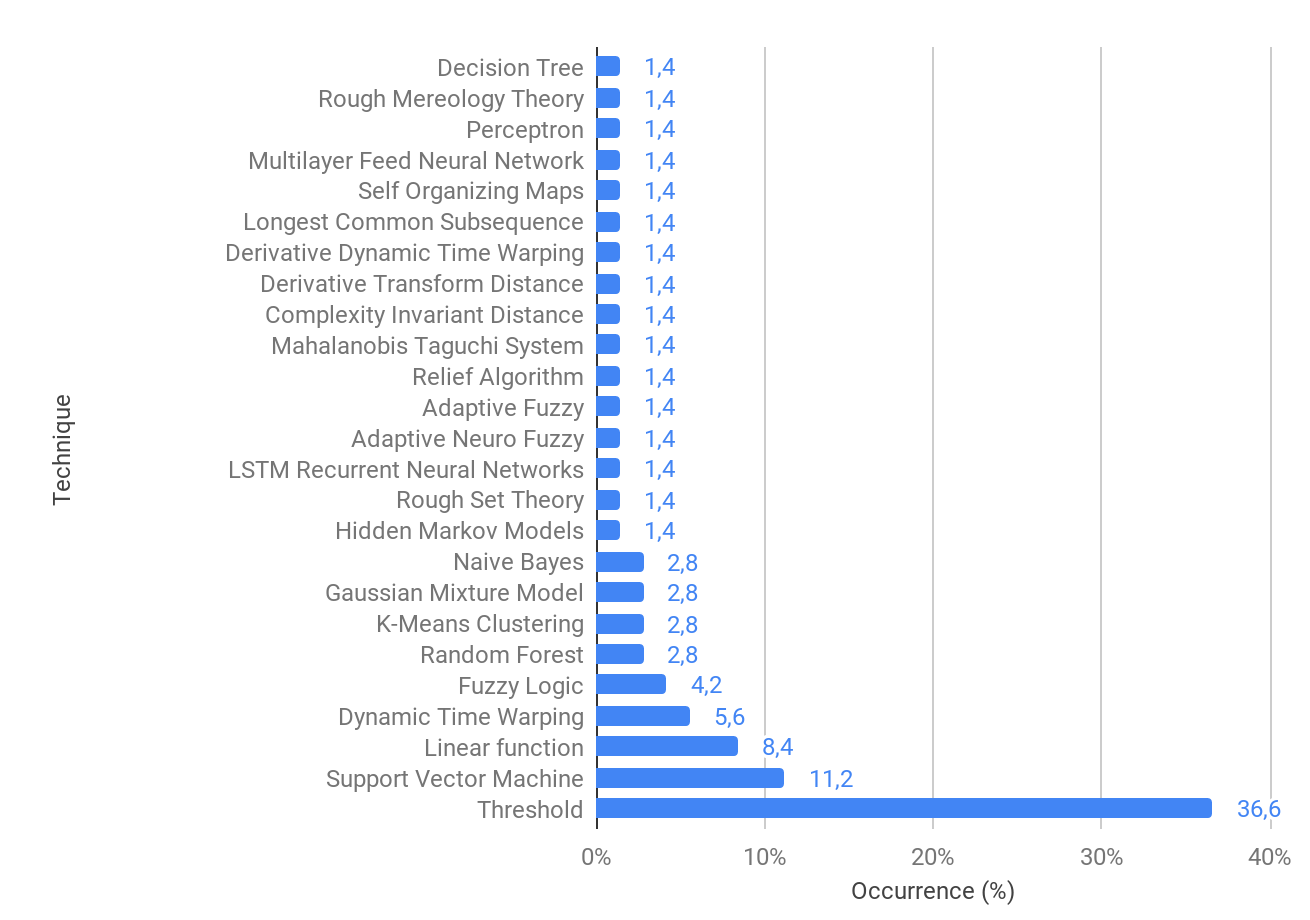 Technique
Decision Tree 1,4
Rough Mereology Theory 1,4
Perceptron 1,4
Multilayer Feed Neural Network 1,4
Self Organizing Maps 1,4
Longest Common Subsequence 1,4
Derivative Dynamic Time Warping 1,4
Derivative Transform Distance 1,4
Complexity Invariant Distance 1,4
Mahalanobis Taguchi System 1,4
Relief Algorithm 1,4
Adaptive Fuzzy 1,4
Adaptive Neuro Fuzzy 1,4
LSTM Recurrent Neural Networks 1,4
Rough Set Theory 1,4
Hidden Markov Models 1,4
Naive Bayes 2,8
Gaussian Mixture Model 2,8
K-Means Clustering 2,8
Random Forest 2,8
Fuzzy Logic 4,2
Dynamic Time Warping 5,6
Linear function 8,4
Support Vector Machine 11,2
Threshold 36,6
0% 10% 20% 30% 40%
Occurrence (%)